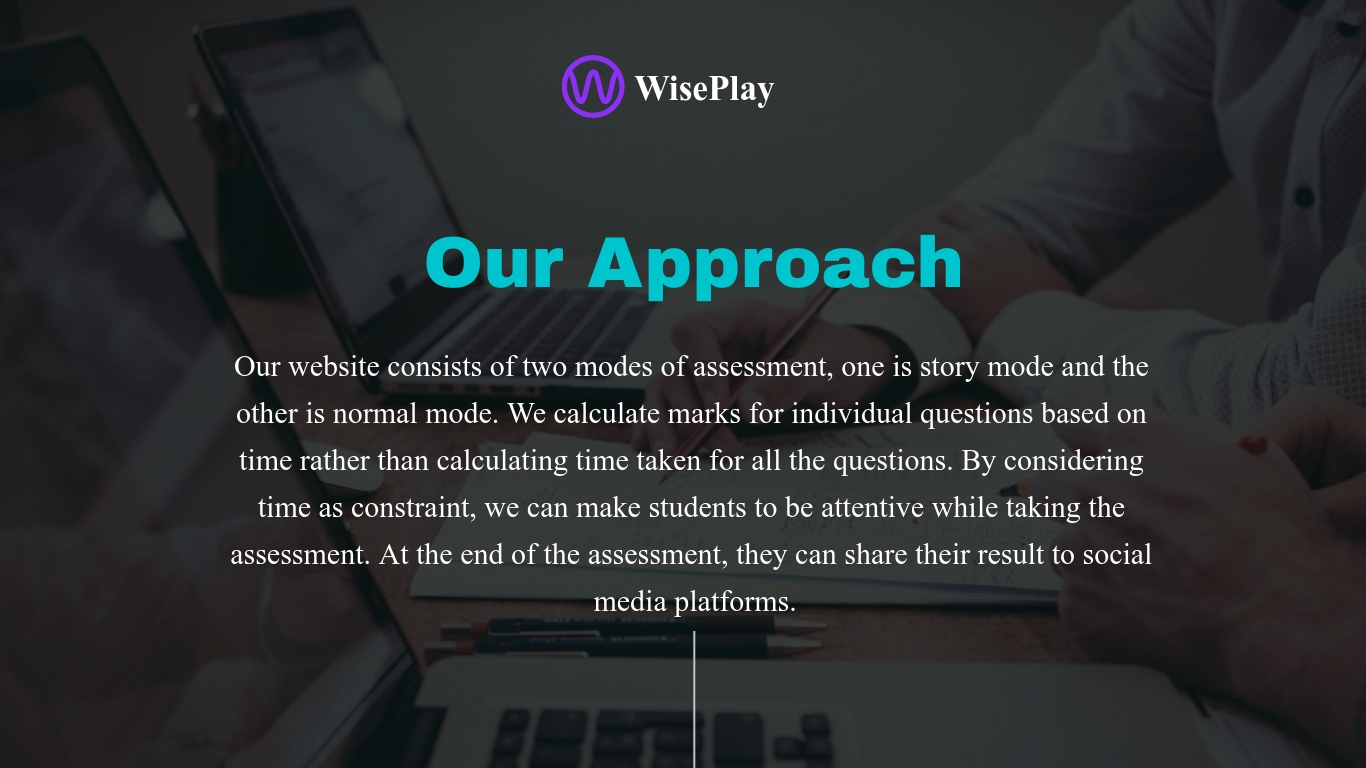 WisePlay
Our Approach
Our website consists of two modes of assessment, one is story mode and the
other is normal mode. We calculate marks for individual questions based on
time rather than calculating time taken for all the questions. By considering
time as constraint, we can make students to be attentive while taking the
assessment. At the end of the assessment, they can share their result to social
media platforms.